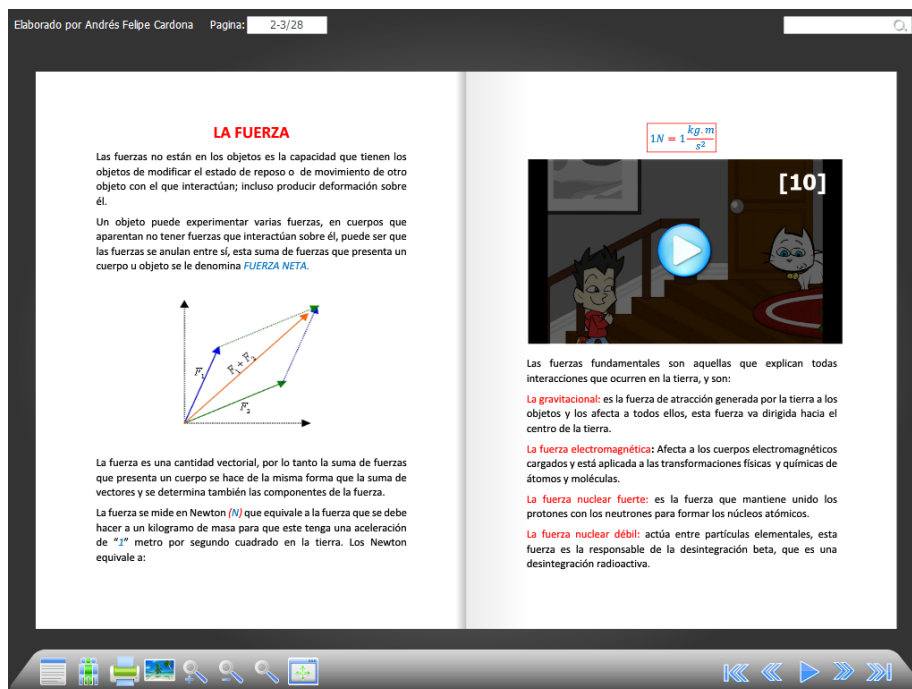 Elaborado por Andrés Felipe Cardona Pagina: 2-3/28
LA FUERZA
Las fuerzas no están en los objetos es la capacidad que tienen los
objetos de modificar el estado de reposo o de movimiento de otro
objeto con el que interactúan; incluso producir deformación sobre
él.
Un objeto puede experimentar varias fuerzas, en cuerpos que
aparentan no tener fuerzas que interactúan sobre él, puede ser que
las fuerzas se anulan entre sí, esta suma de fuerzas que presenta un
cuerpo u objeto se le denomina FUERZA NETA.
F₁
F₁+F₂
F₂
La fuerza es una cantidad vectorial, por lo tanto la suma de fuerzas
que presenta un cuerpo se hace de la misma forma que la suma de
vectores y se determina también las componentes de la fuerza.
La fuerza se mide en Newton (N) que equivale a la fuerza que se debe
hacer a un kilogramo de masa para que este tenga una aceleración
de “1” metro por segundo cuadrado en la tierra. Los Newton
equivale a:
1N = 1 kg.m/s²
[10]
Las fuerzas fundamentales son aquellas que explican todas
interacciones que ocurren en la tierra, y son:
La gravitacional: es la fuerza de atracción generada por la tierra a los
objetos y los afecta a todos ellos, esta fuerza va dirigida hacia el
centro de la tierra.
La fuerza electromagnética: Afecta a los cuerpos electromagnéticos
cargados y está aplicada a las transformaciones físicas y químicas de
átomos y moléculas.
La fuerza nuclear fuerte: es la fuerza que mantiene unido los
protones con los neutrones para formar los núcleos atómicos.
La fuerza nuclear débil: actúa entre partículas elementales, esta
fuerza es la responsable de la desintegración beta, que es una
desintegración radioactiva.